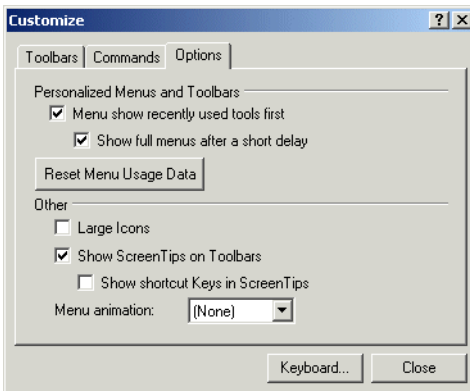 Customize
Toolbars Commands Options
Personalized Menus and Toolbars
Menu show recently used tools first
Show full menus after a short delay
Reset Menu Usage Data
Other
Large Icons
Show ScreenTips on Toolbars
Show shortcut Keys in ScreenTips
Menu animation: (None)
Keyboard... Close